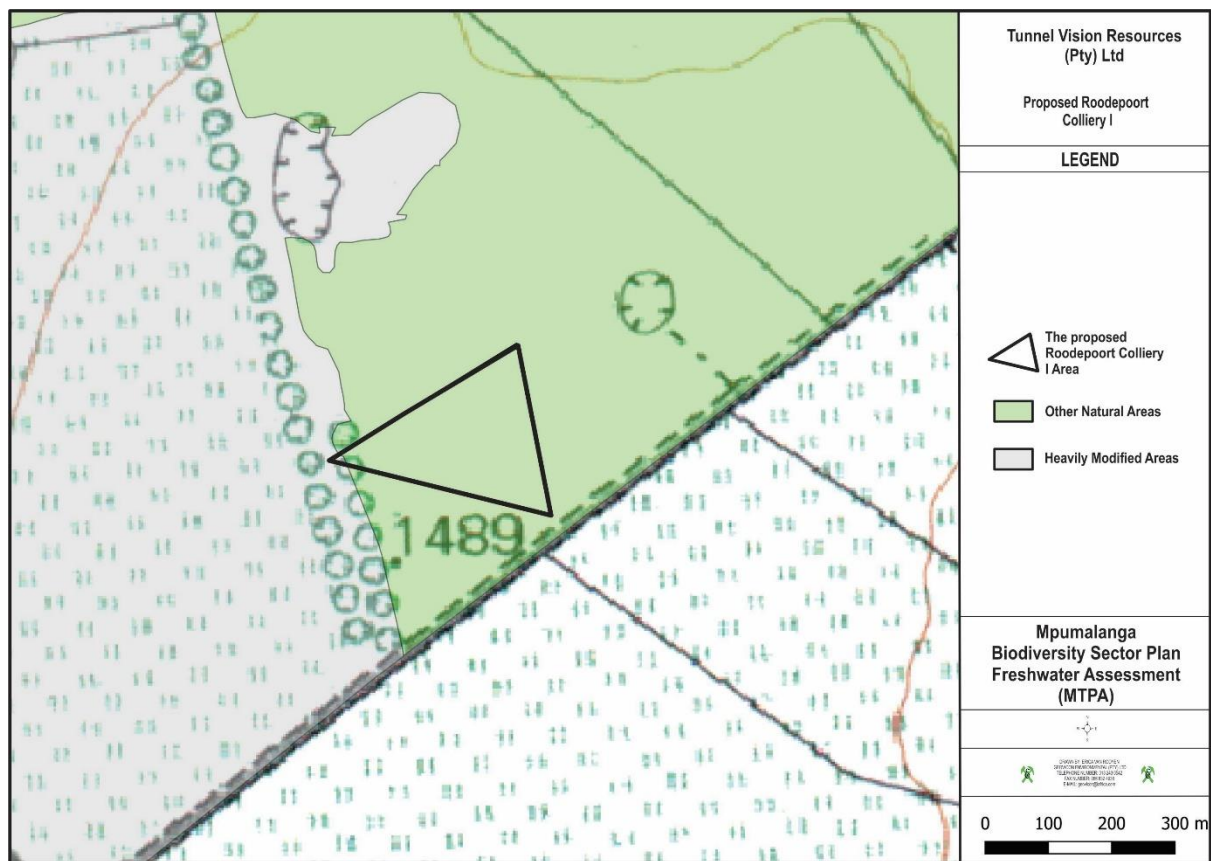 1489
Tunnel Vision Resources
(Pty) Ltd
Proposed Roodepoort
Colliery I
LEGEND
The proposed
Roodepoort Colliery
I Area
Other Natural Areas
Heavily Modified Areas
Mpumalanga
Biodiversity Sector Plan
Freshwater Assessment
(MTPA)
0 100 200 300 m